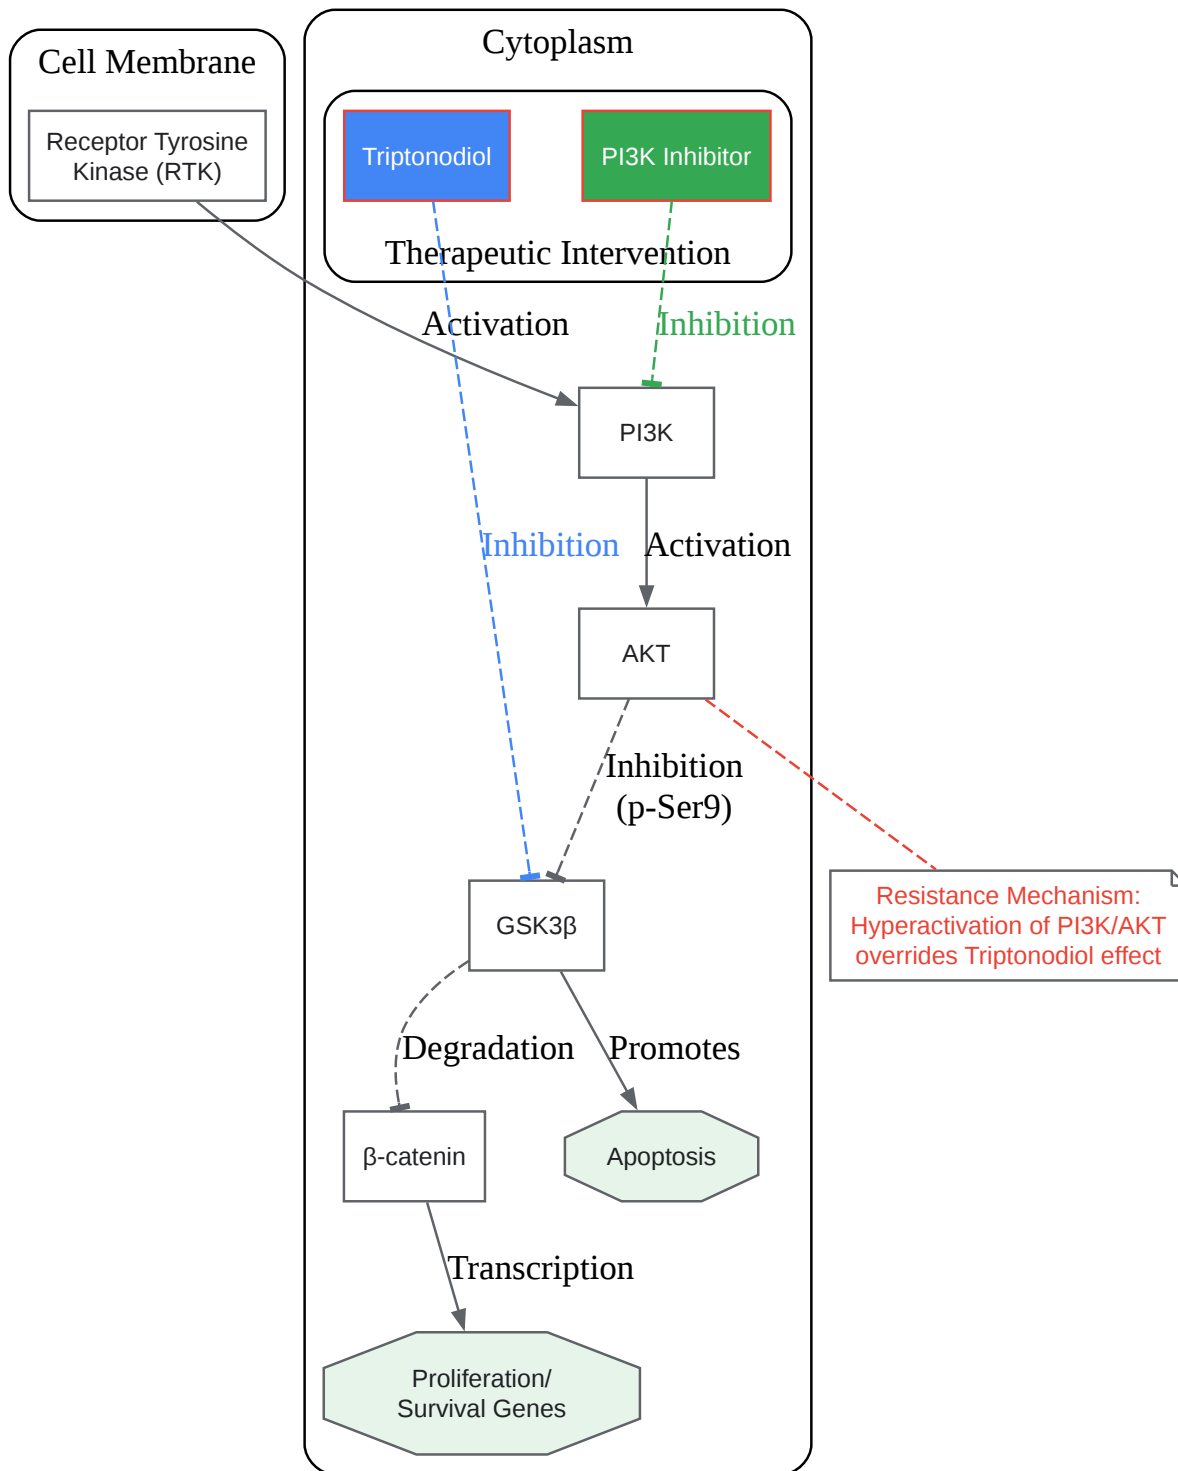 Cytoplasm
Cell Membrane
Receptor Tyrosine
Kinase (RTK)
Triptonodiol
PI3K Inhibitor
Therapeutic Intervention
Activation
Inhibition
PI3K
Inhibition
Activation
AKT
Inhibition
(p-Ser9)
Resistance Mechanism:
Hyperactivation of PI3K/AKT
overrides Triptonodiol effect
GSK3β
Degradation
Promotes
β-catenin
Apoptosis
Transcription
Proliferation/
Survival Genes